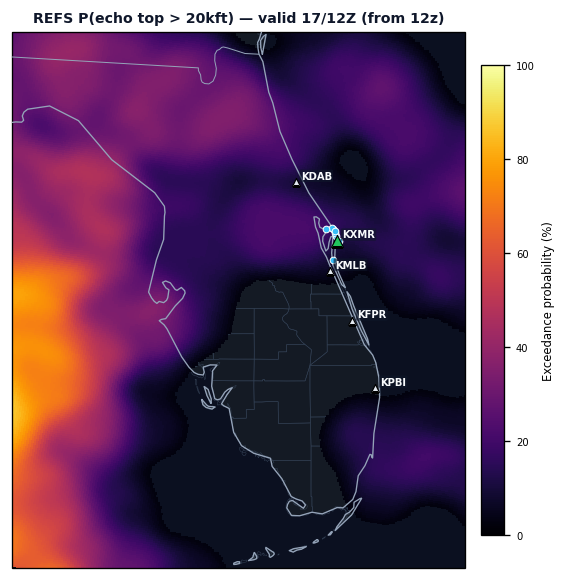 REFS P(echo top > 20kft) — valid 17/12Z (from 12z)
KDAB
KXMR
KMLB
KFPR
KPBI
100
80
60
40
20
0
Exceedance probability (%)